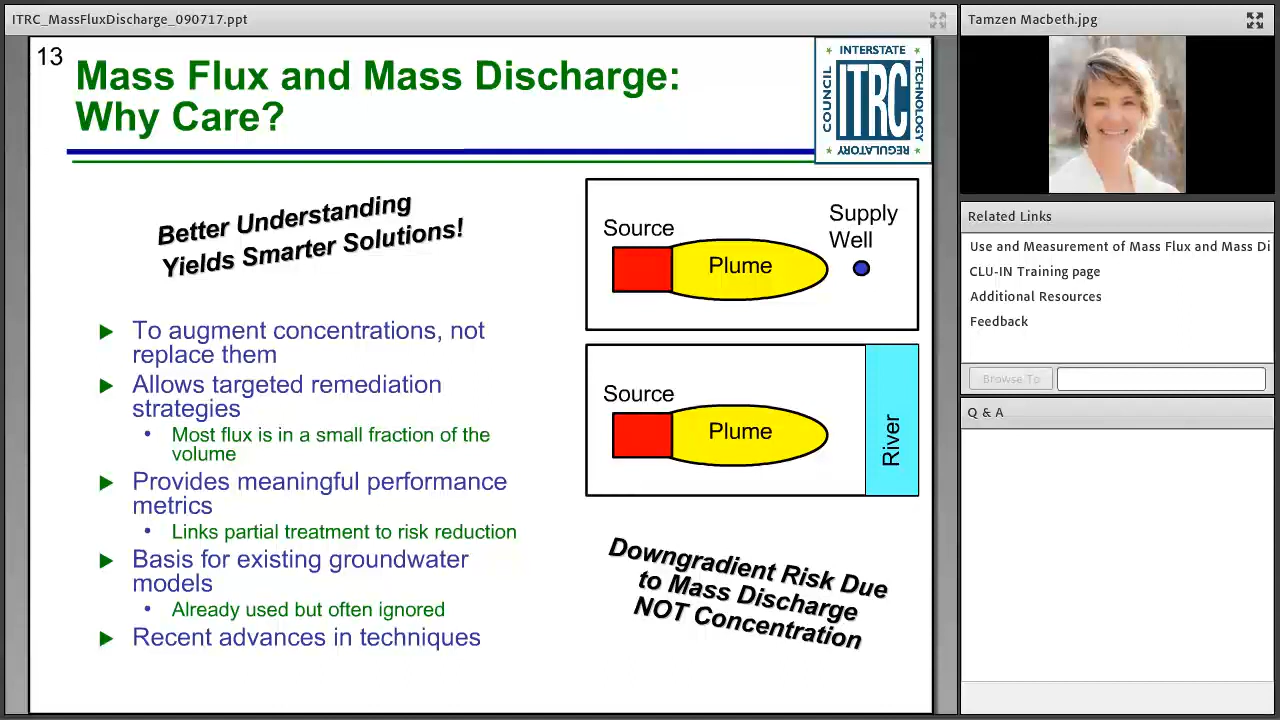 ITRC_MassFluxDischarge_090717.ppt
13
Mass Flux and Mass Discharge:
Why Care?
INTERSTATE
TECHNOLOGY
REGULATORY
COUNCIL
ITRC
Better Understanding
Yields Smarter Solutions!
To augment concentrations, not
replace them
Allows targeted remediation
strategies
• Most flux is in a small fraction of the
volume
Provides meaningful performance
metrics
• Links partial treatment to risk reduction
Basis for existing groundwater
models
• Already used but often ignored
Recent advances in techniques
Source
Plume
Supply
Well
Source
Plume
River
Downgradient Risk Due
to Mass Discharge
NOT Concentration
Tamzen Macbeth.jpg
Related Links
Use and Measurement of Mass Flux and Mass Di
CLU-IN Training page
Additional Resources
Feedback
Browse To
Q & A